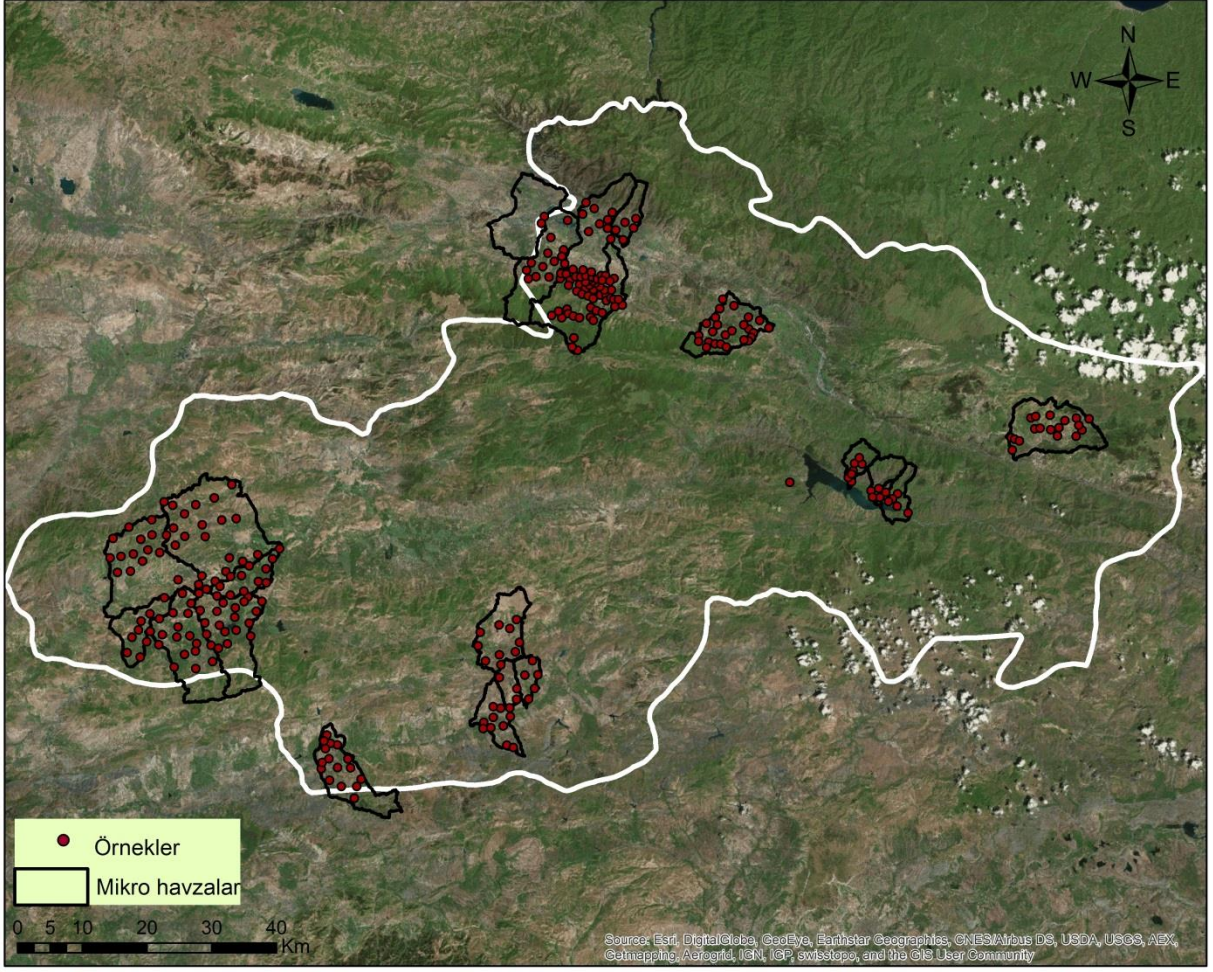 N
W E
S
Örnekler
Mikro havzalar
0 5 10 20 30 40
Km
Source: Esri, DigitalGlobe, GeoEye, Earthstar Geographics, CNES/Airbus DS, USDA, USGS, AEX,
Getmapping, Aerogrid, IGN, IGP, swisstopo, and the GIS User Community